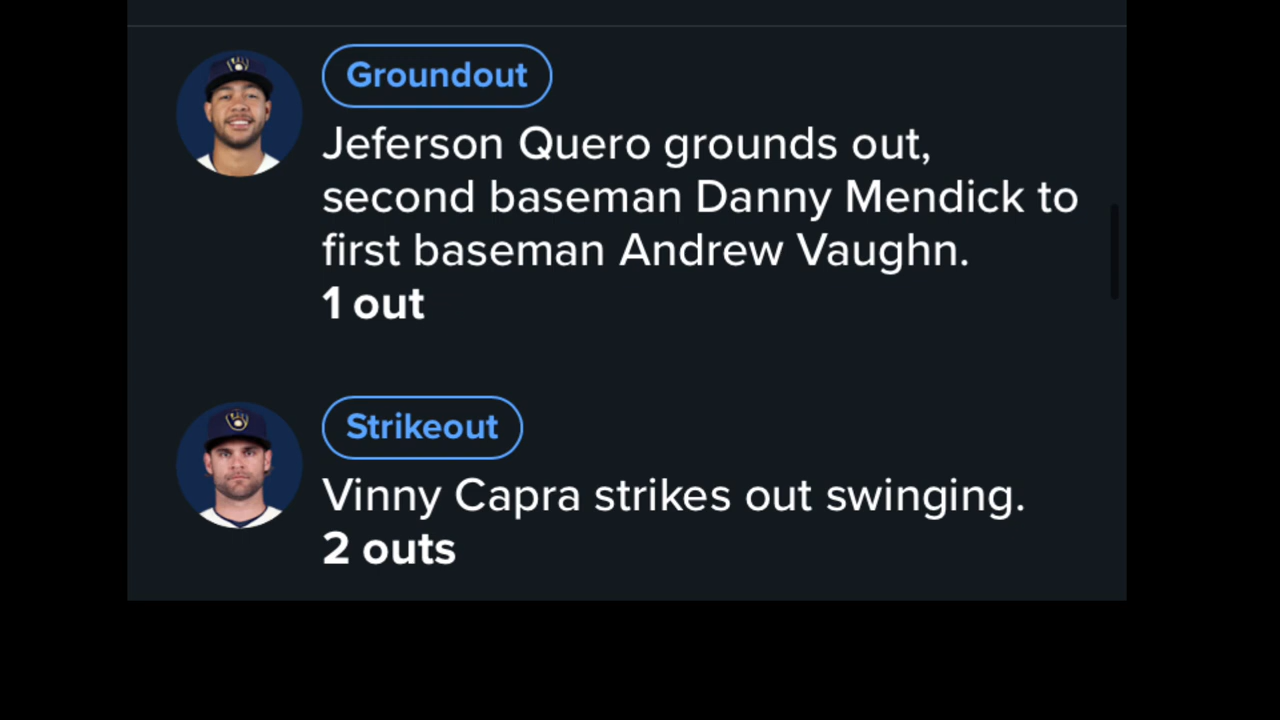 Groundout
Jeferson Quero grounds out,
second baseman Danny Mendick to
first baseman Andrew Vaughn.
1 out
Strikeout
Vinny Capra strikes out swinging.
2 outs